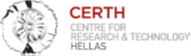 CERTH
CENTRE FOR
RESEARCH & TECHNOLOGY
HELLAS